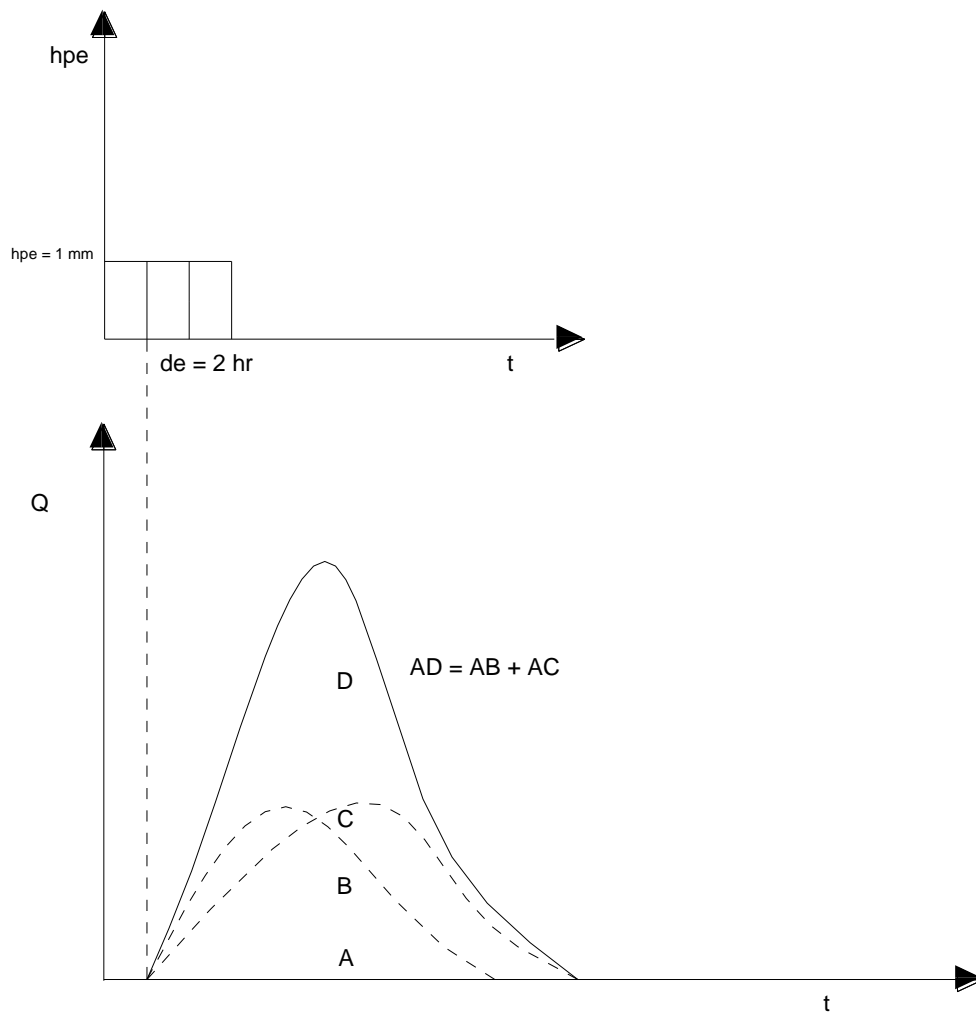 hpe
hpe = 1 mm
de = 2 hr
t
Q
D
AD = AB + AC
C
B
A
t